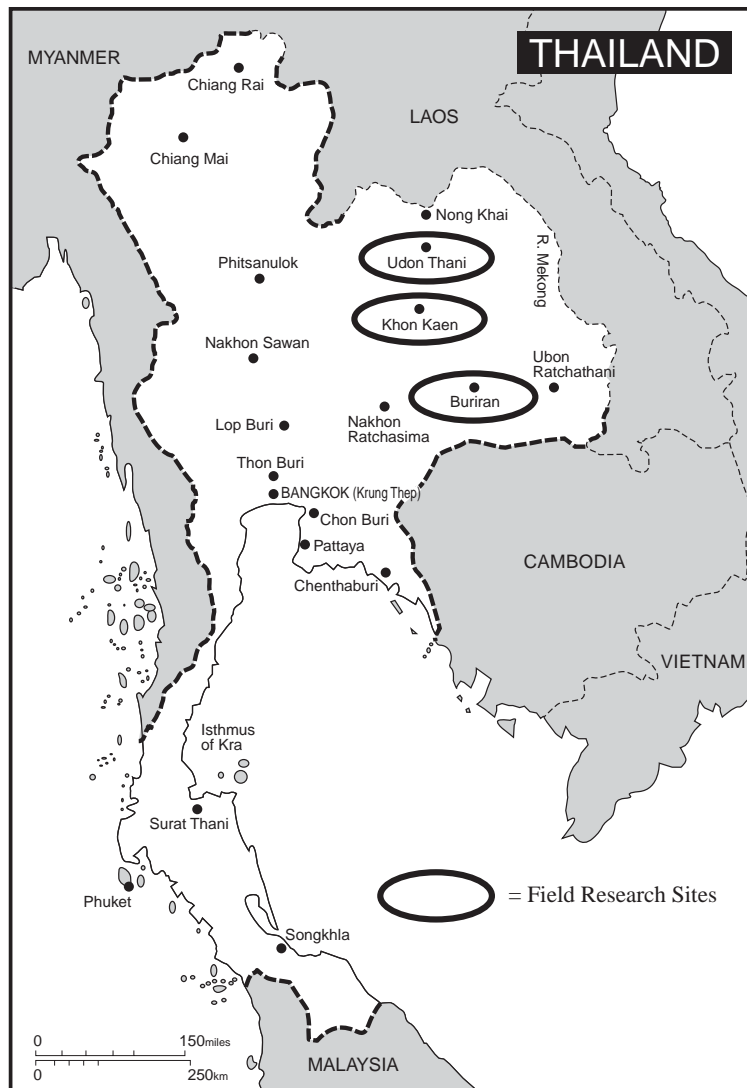 THAILAND
MYANMER
Chiang Rai
LAOS
Chiang Mai
Nong Khai
R. Mekong
Udon Thani
Phitsanulok
Khon Kaen
Nakhon Sawan
Ubon
Ratchathani
Buriran
Nakhon
Ratchasima
Lop Buri
Thon Buri
BANGKOK (Krung Thep)
Chon Buri
Pattaya
CAMBODIA
Chenthaburi
VIETNAM
Isthmus
of Kra
Surat Thani
= Field Research Sites
Phuket
Songkhla
0 150miles
0 250km
MALAYSIA